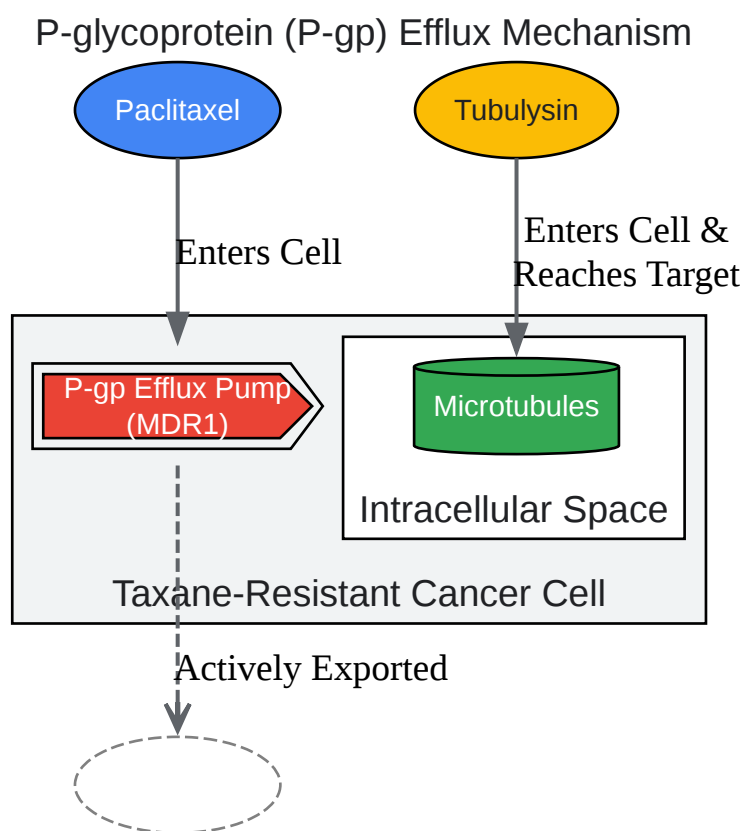 P-glycoprotein (P-gp) Efflux Mechanism
Paclitaxel
Tubulysin
Enters Cell
Enters Cell &
Reaches Target
P-gp Efflux Pump
(MDR1)
Microtubules
Intracellular Space
Taxane-Resistant Cancer Cell
Actively Exported